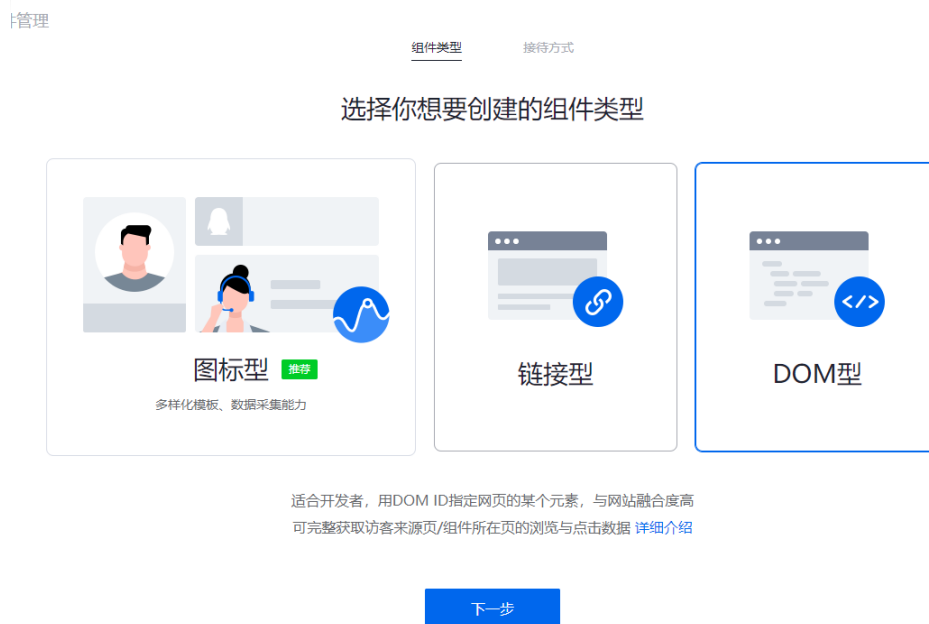 件管理
组件类型
接待方式
选择你想要创建的组件类型
图标型 推荐
多样化模板、数据采集能力
链接型
DOM型
适合开发者，用DOM ID指定网页的某个元素，与网站融合度高
可完整获取访客来源页/组件所在页的浏览与点击数据 详细介绍
下一步